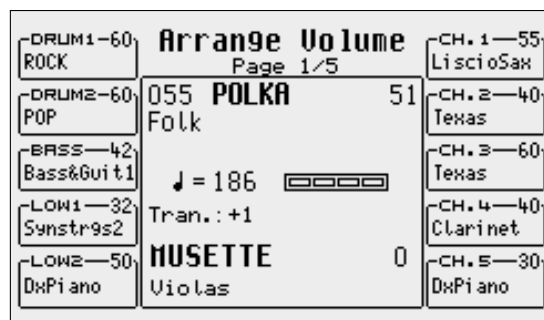 DRUM1-60
ROCK
DRUM2-60
POP
BASS-42
Bass&Guit1
LOW1-32
Synstrgs2
LOW2-50
DxPiano
Arrange Volume
Page 1/5
055 POLKA 51
Folk
♩=186
Tran.:+1
MUSETTE 0
Violas
CH.1-55
LiscioSax
CH.2-40
Texas
CH.3-60
Texas
CH.4-40
Clarinet
CH.5-30
DxPiano